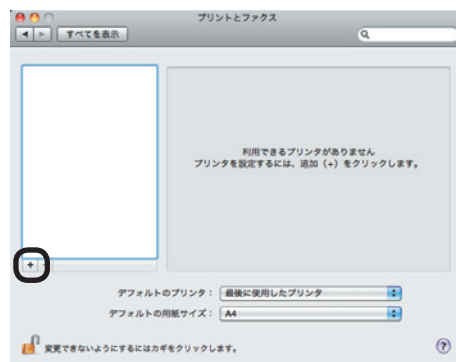 プリントとファクス
すべてを表示
利用できるプリンタがありません
プリンタを設定するには、追加（+）をクリックします。
+ −
デフォルトのプリンタ： 最後に使用したプリンタ
デフォルトの用紙サイズ： A4
変更できないようにするにはカギをクリックします。 ?